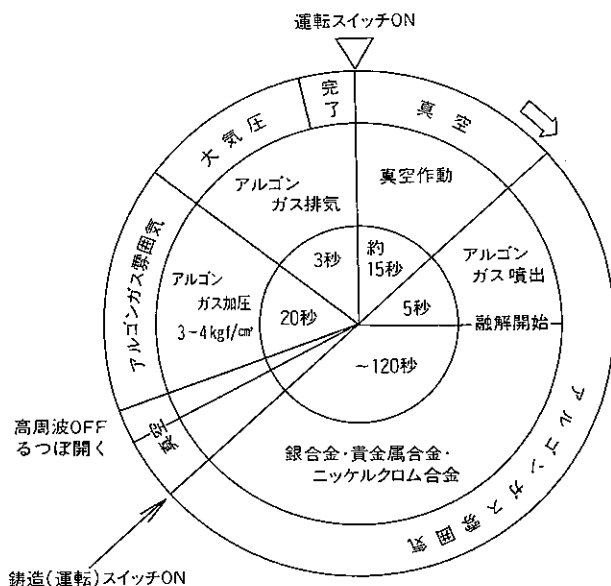 運転スイッチON
完了
真空
大気圧
真空作動
アルゴン
ガス排気
アルゴンガス雰囲気
3秒
約
15秒
アルゴン
ガス噴出
アルゴン
ガス加圧
3~4kgf/cm²
20秒
5秒
融解開始
~120秒
高周波OFF
るつぼ開く
真空
銀合金・貴金属合金・
ニッケルクロム合金
アルゴンガス雰囲気
鋳造(運転)スイッチON